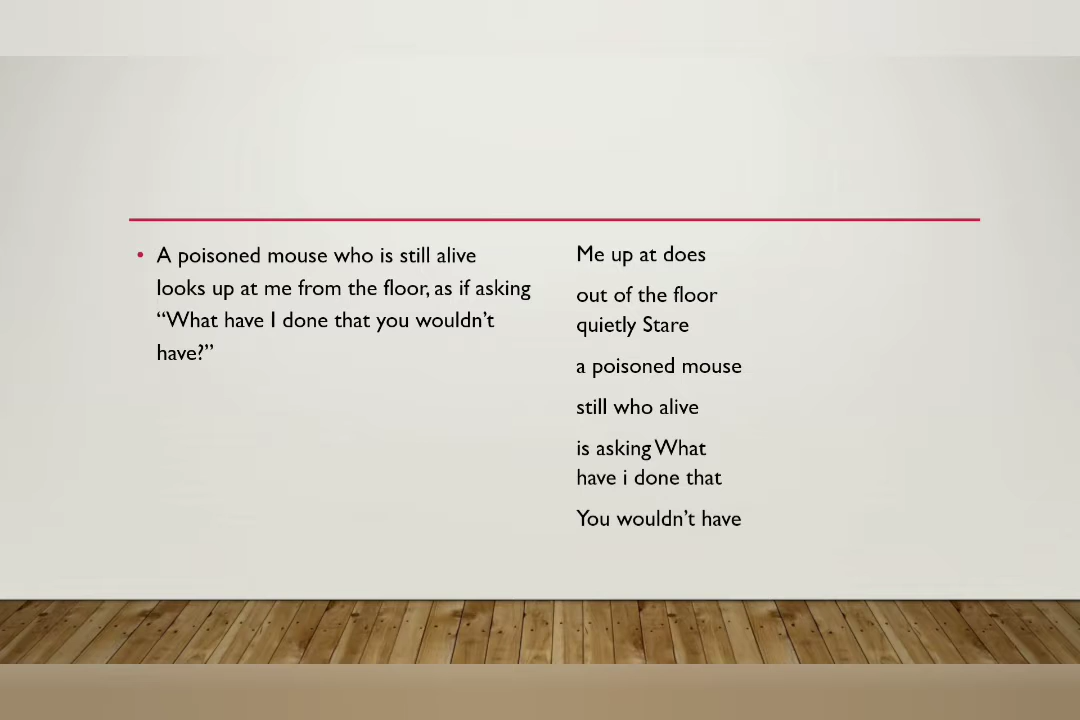 • A poisoned mouse who is still alive
looks up at me from the floor, as if asking
“What have I done that you wouldn’t
have?”
Me up at does
out of the floor
quietly Stare
a poisoned mouse
still who alive
is asking What
have i done that
You wouldn’t have